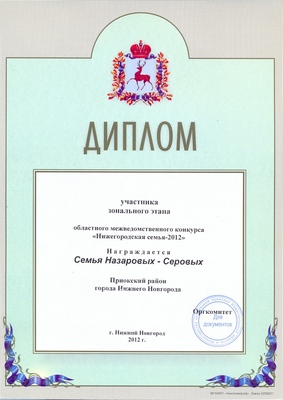 ДИПЛОМ
участника
зонального этапа
областного межведомственного конкурса
«Нижегородская семья-2012»
Награждается
Семья Назаровых - Серовых
Приокский район
города Нижнего Новгорода
Оргкомитет
Для
документов
г. Нижний Новгород
2012 г.